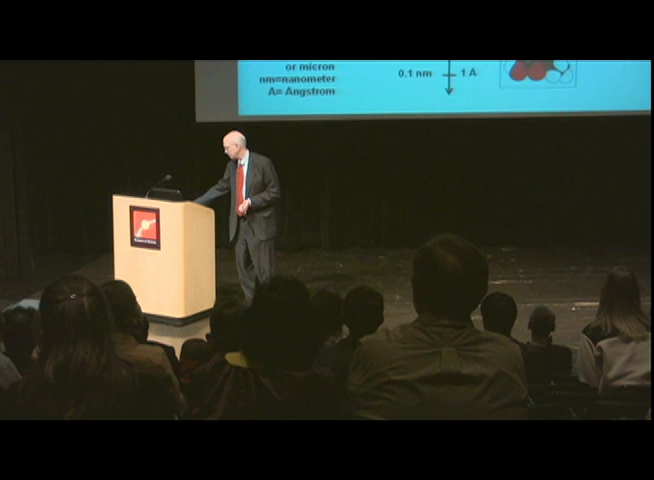 or micron
nm=nanometer
A= Angstrom
0.1 nm
1 A